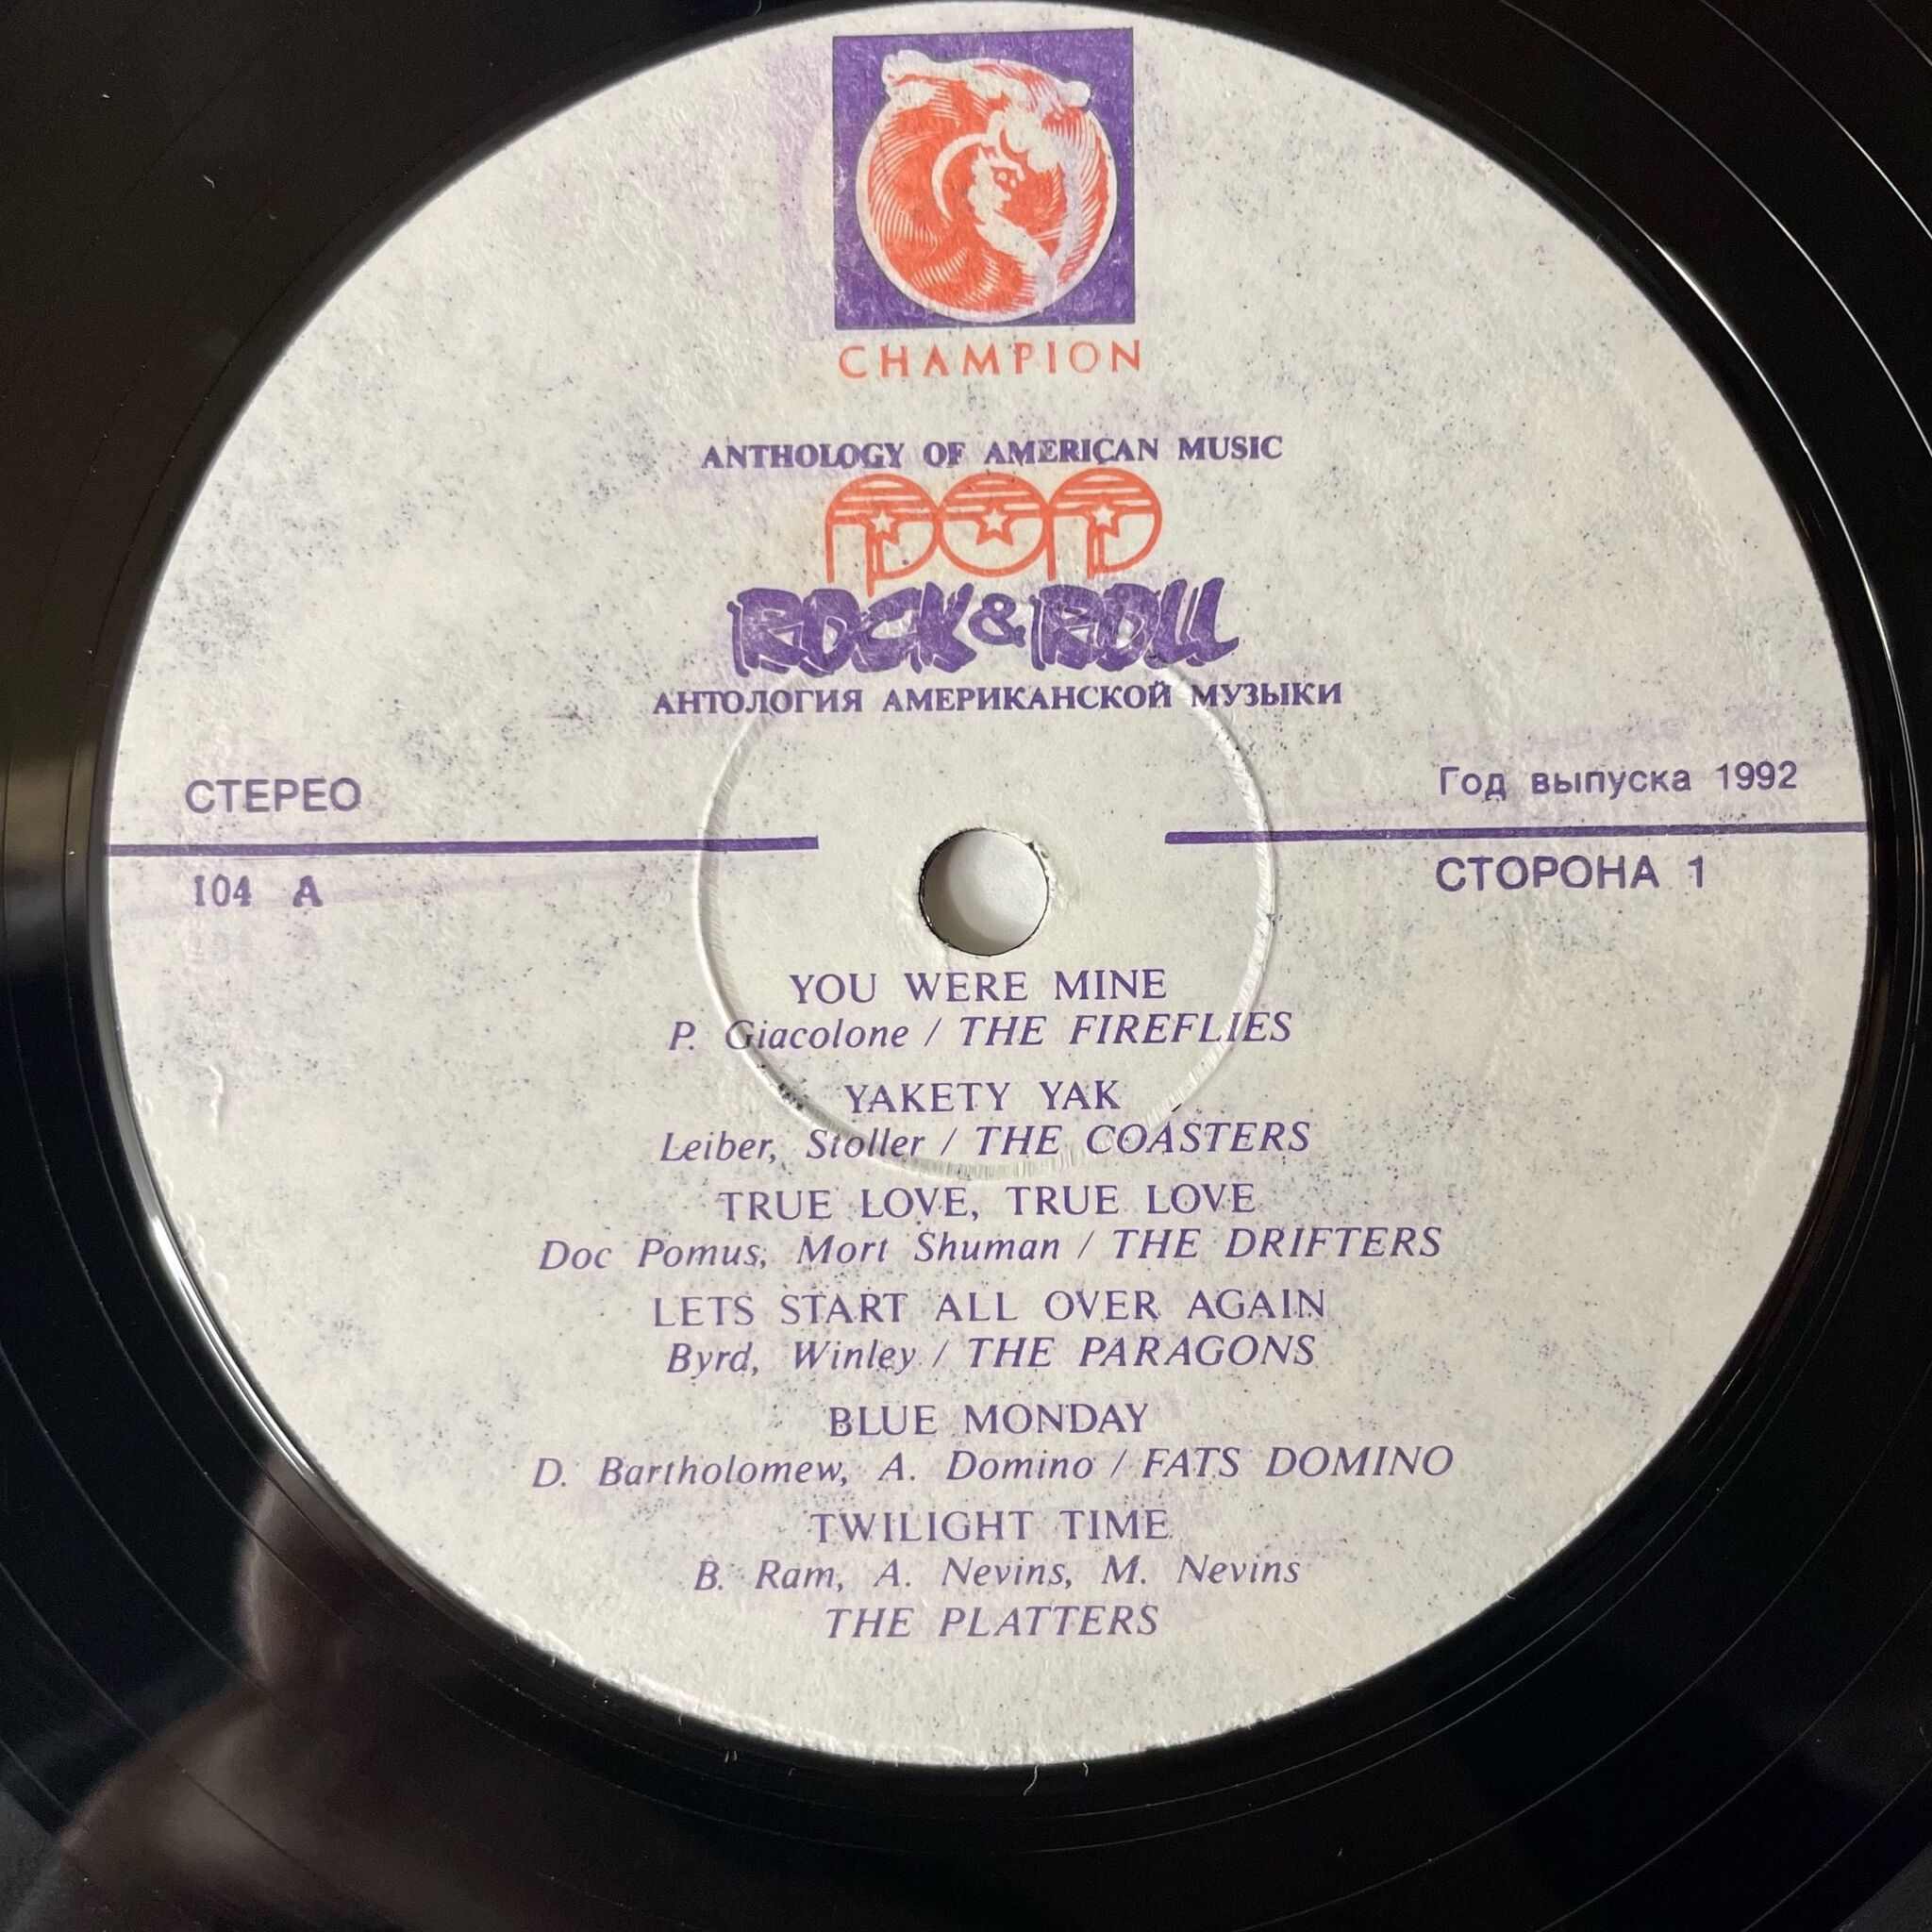 CHAMPION
ANTHOLOGY OF AMERICAN MUSIC
POP
ROCK & ROLL
АНТОЛОГИЯ АМЕРИКАНСКОЙ МУЗЫКИ
СТЕРЕО
Год выпуска 1992
104 A
СТОРОНА 1
YOU WERE MINE
P. Giacolone / THE FIREFLIES
YAKETY YAK
Leiber, Stoller / THE COASTERS
TRUE LOVE, TRUE LOVE
Doc Pomus, Mort Shuman / THE DRIFTERS
LETS START ALL OVER AGAIN
Byrd, Winley / THE PARAGONS
BLUE MONDAY
D. Bartholomew, A. Domino / FATS DOMINO
TWILIGHT TIME
B. Ram, A. Nevins, M. Nevins
THE PLATTERS